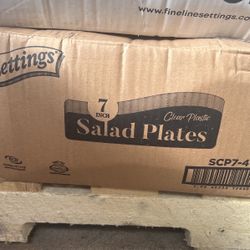 www.finelinesettings.com
ettings
7
INCH
Clear Plastic
Salad Plates
SCP7-4